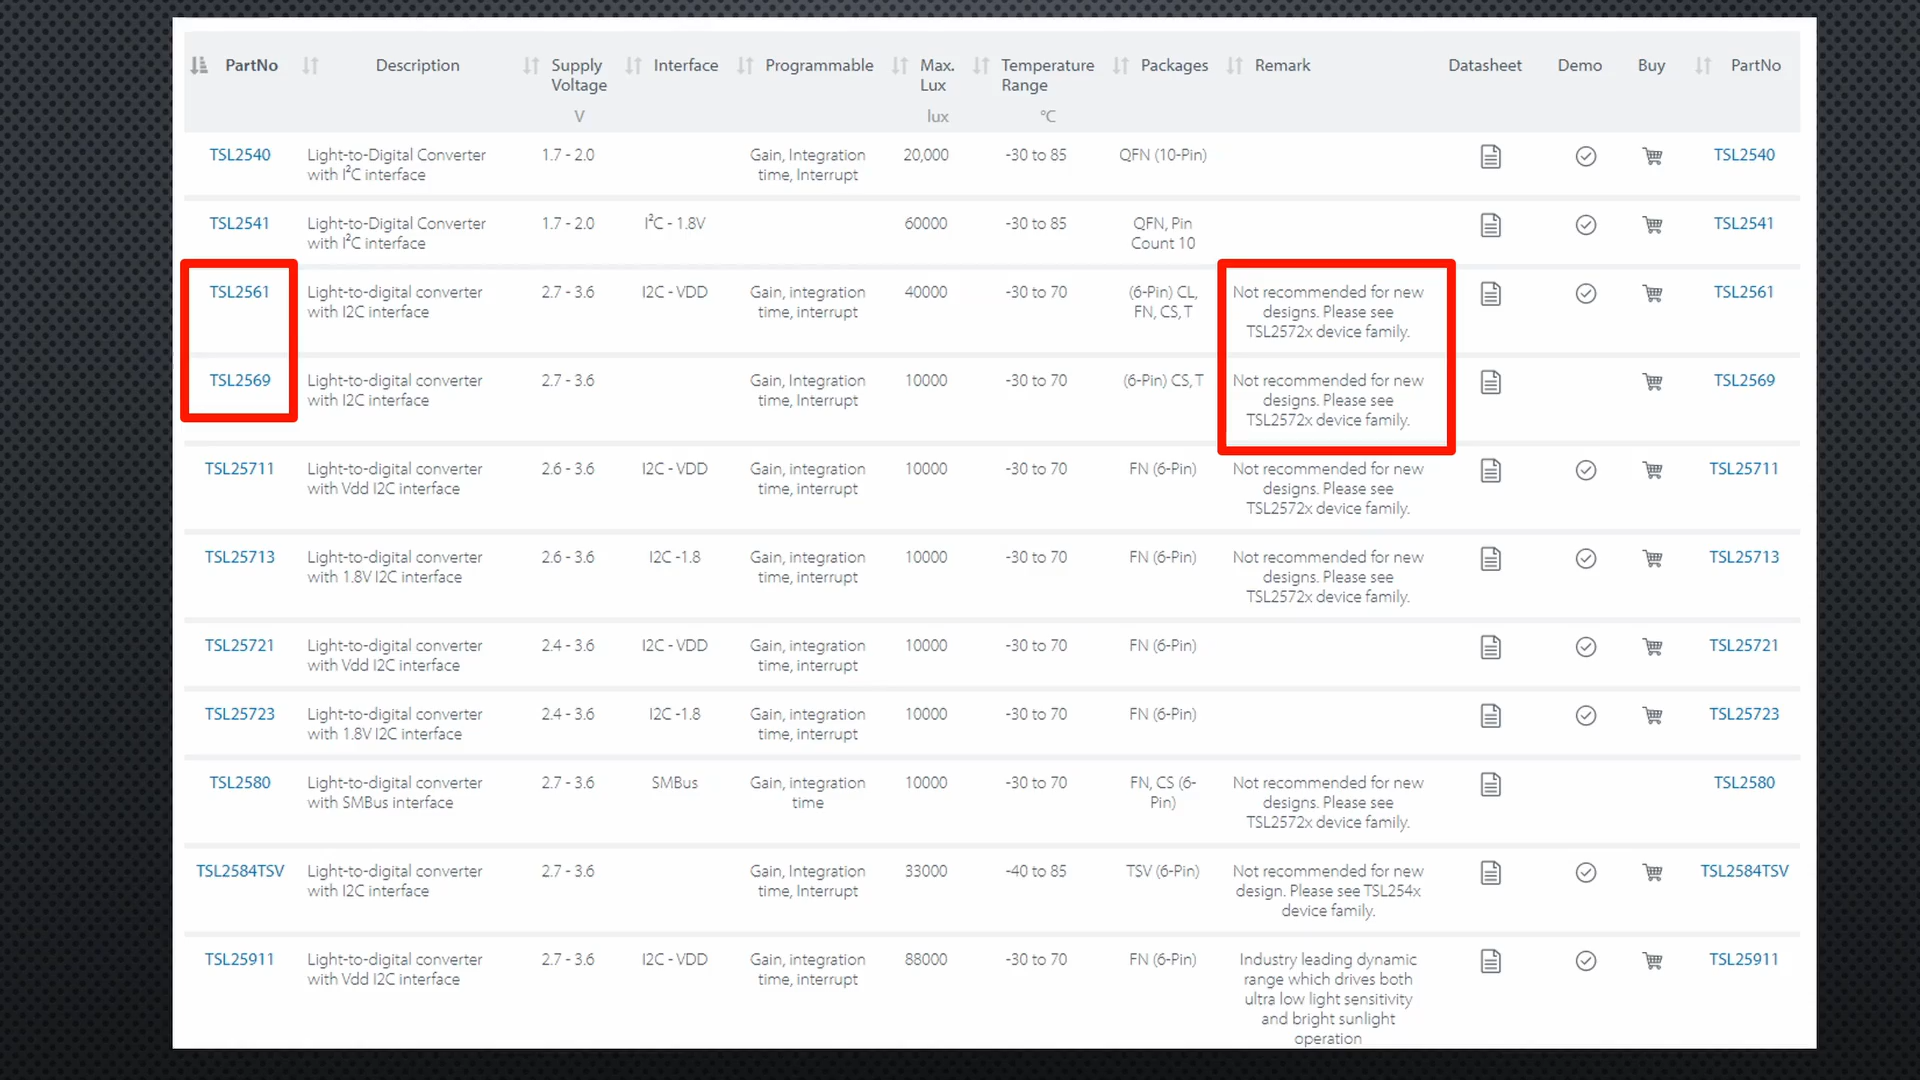 PartNo Description Supply Voltage Interface Programmable Max. Lux Temperature Range Packages Remark Datasheet Demo Buy PartNo
V lux °C
TSL2540 Light-to-Digital Converter with I²C interface 1.7 - 2.0 Gain, Integration time, Interrupt 20,000 -30 to 85 QFN (10-Pin) TSL2540
TSL2541 Light-to-Digital Converter with I²C interface 1.7 - 2.0 I²C - 1.8V 60000 -30 to 85 QFN, Pin Count 10 TSL2541
TSL2561 Light-to-digital converter with I2C interface 2.7 - 3.6 I2C - VDD Gain, integration time, interrupt 40000 -30 to 70 (6-Pin) CL, FN, CS, T Not recommended for new designs. Please see TSL2572x device family. TSL2561
TSL2569 Light-to-digital converter with I2C interface 2.7 - 3.6 Gain, Integration time, Interrupt 10000 -30 to 70 (6-Pin) CS, T Not recommended for new designs. Please see TSL2572x device family. TSL2569
TSL25711 Light-to-digital converter with Vdd I2C interface 2.6 - 3.6 I2C - VDD Gain, integration time, interrupt 10000 -30 to 70 FN (6-Pin) Not recommended for new designs. Please see TSL2572x device family. TSL25711
TSL25713 Light-to-digital converter with 1.8V I2C interface 2.6 - 3.6 I2C -1.8 Gain, integration time, interrupt 10000 -30 to 70 FN (6-Pin) Not recommended for new designs. Please see TSL2572x device family. TSL25713
TSL25721 Light-to-digital converter with Vdd I2C interface 2.4 - 3.6 I2C - VDD Gain, integration time, interrupt 10000 -30 to 70 FN (6-Pin) TSL25721
TSL25723 Light-to-digital converter with 1.8V I2C interface 2.4 - 3.6 I2C -1.8 Gain, integration time, interrupt 10000 -30 to 70 FN (6-Pin) TSL25723
TSL2580 Light-to-digital converter with SMBus interface 2.7 - 3.6 SMBus Gain, integration time 10000 -30 to 70 FN, CS (6-Pin) Not recommended for new designs. Please see TSL2572x device family. TSL2580
TSL2584TSV Light-to-digital converter with I2C interface 2.7 - 3.6 Gain, Integration time, Interrupt 33000 -40 to 85 TSV (6-Pin) Not recommended for new design. Please see TSL254x device family. TSL2584TSV
TSL25911 Light-to-digital converter with Vdd I2C interface 2.7 - 3.6 I2C - VDD Gain, integration time, interrupt 88000 -30 to 70 FN (6-Pin) Industry leading dynamic range which drives both ultra low light sensitivity and bright sunlight operation TSL25911